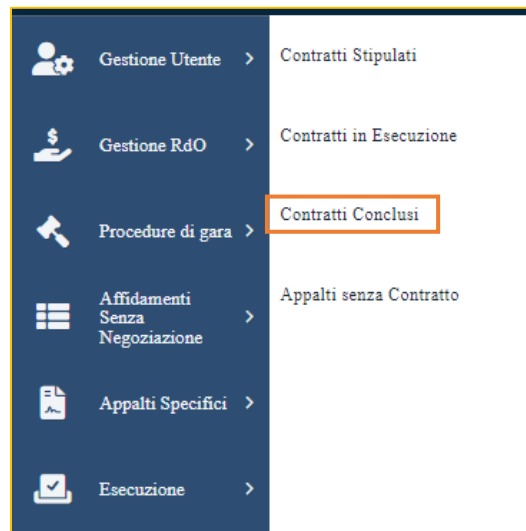 Gestione Utente
Gestione RdO
Procedure di gara
Affidamenti
Senza
Negoziazione
Appalti Specifici
Esecuzione
Contratti Stipulati
Contratti in Esecuzione
Contratti Conclusi
Appalti senza Contratto